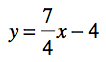 y = 7/4 x − 4